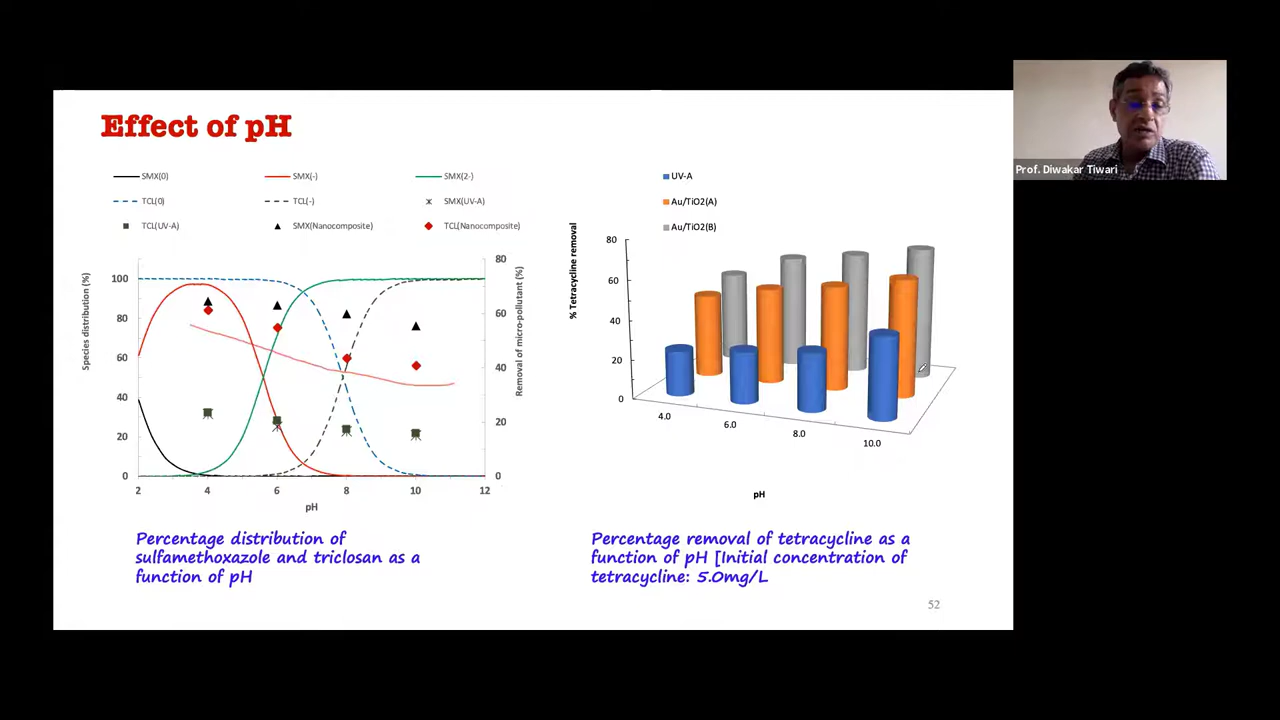 Effect of pH
SMX(0)
SMX(-)
SMX(2-)
TCL(0)
TCL(-)
SMX(UV-A)
TCL(UV-A)
SMX(Nanocomposite)
TCL(Nanocomposite)
Species distribution (%)
100
80
60
40
20
0
2
4
6
8
10
12
pH
80
60
40
20
0
Removal of micro-pollutant (%)
Percentage distribution of
sulfamethoxazole and triclosan as a
function of pH
UV-A
Au/TiO2(A)
Au/TiO2(B)
% Tetracycline removal
80
60
40
20
0
4.0
6.0
8.0
10.0
pH
Percentage removal of tetracycline as a
function of pH [Initial concentration of
tetracycline: 5.0mg/L
52
Prof. Diwakar Tiwari